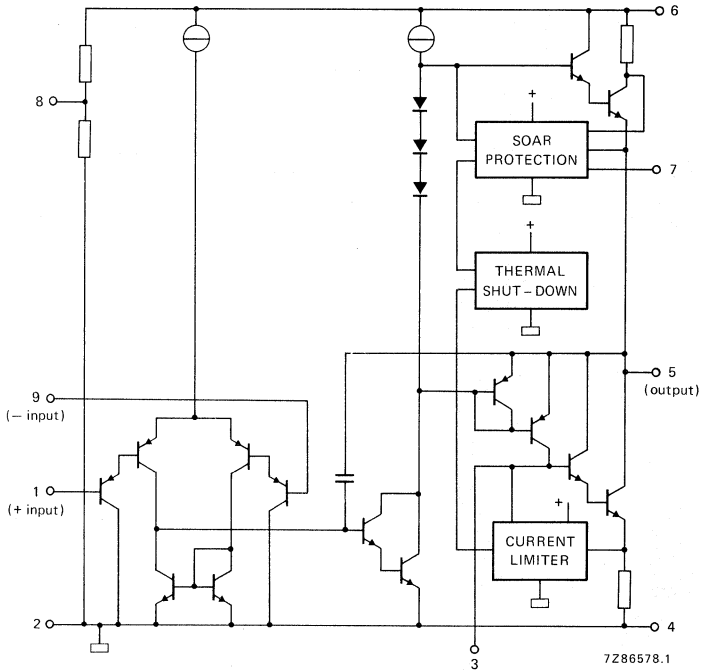 6
8
+
SOAR
PROTECTION
7
+
THERMAL
SHUT-DOWN
9
(– input)
5
(output)
1
(+ input)
+
CURRENT
LIMITER
2
4
3
7Z86578.1